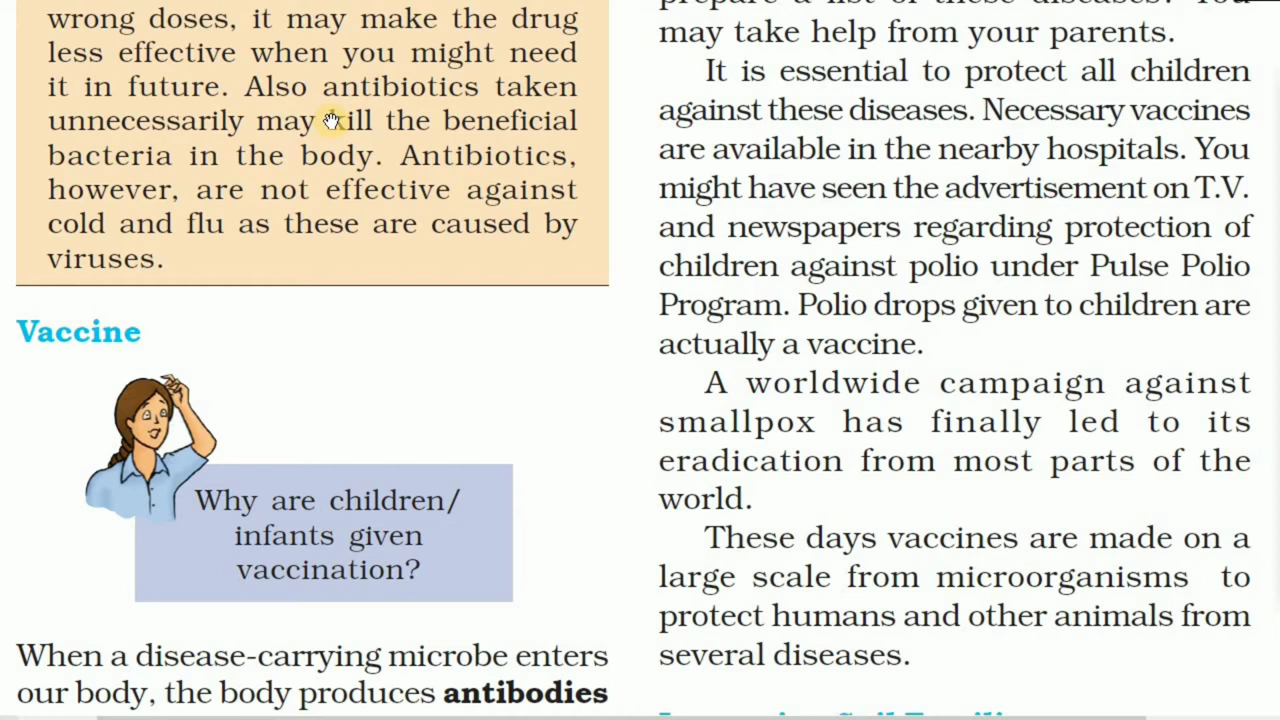 wrong doses, it may make the drug
less effective when you might need
it in future. Also antibiotics taken
unnecessarily may kill the beneficial
bacteria in the body. Antibiotics,
however, are not effective against
cold and flu as these are caused by
viruses.
Vaccine
Why are children/
infants given
vaccination?
When a disease-carrying microbe enters
our body, the body produces antibodies
prepare a list of these diseases? You
may take help from your parents.
It is essential to protect all children
against these diseases. Necessary vaccines
are available in the nearby hospitals. You
might have seen the advertisement on T.V.
and newspapers regarding protection of
children against polio under Pulse Polio
Program. Polio drops given to children are
actually a vaccine.
A worldwide campaign against
smallpox has finally led to its
eradication from most parts of the
world.
These days vaccines are made on a
large scale from microorganisms to
protect humans and other animals from
several diseases.